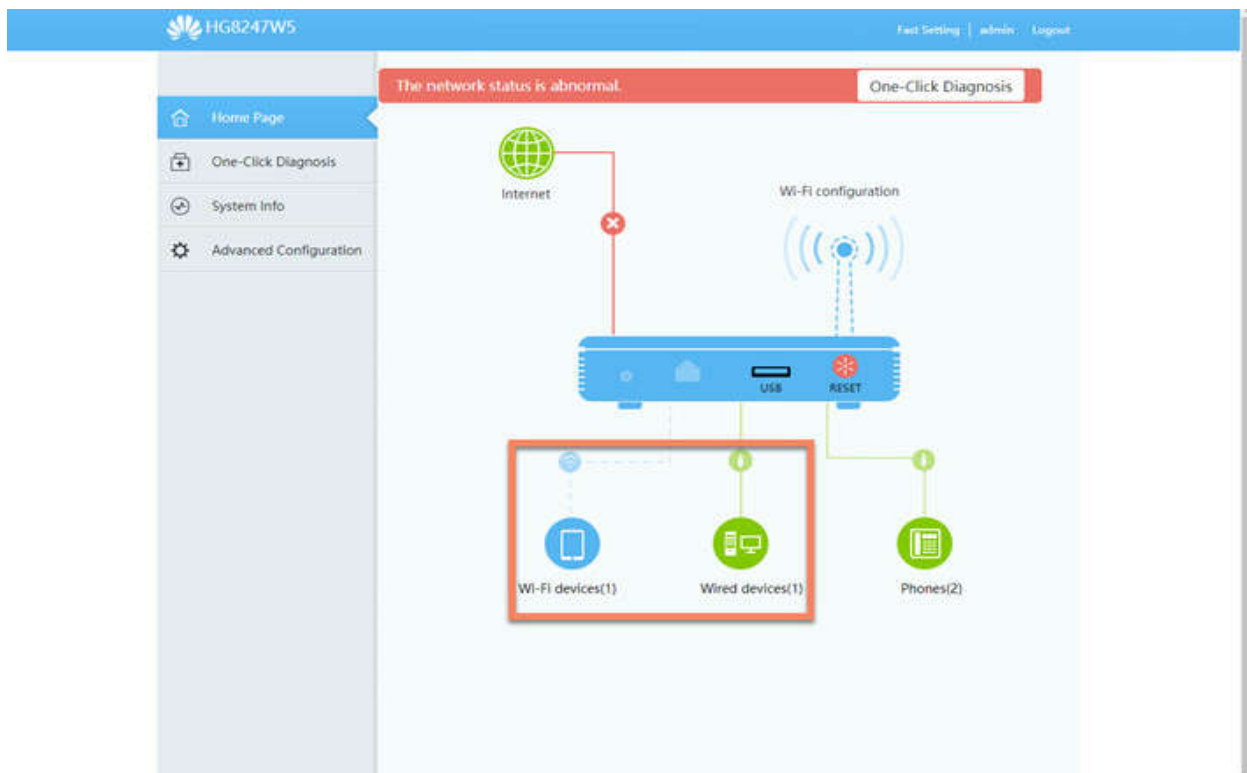 HG8247W5
Fast Setting | admin Logout
The network status is abnormal.
One-Click Diagnosis
Home Page
One-Click Diagnosis
System Info
Advanced Configuration
Internet
Wi-Fi configuration
USB
RESET
Wi-Fi devices(1)
Wired devices(1)
Phones(2)